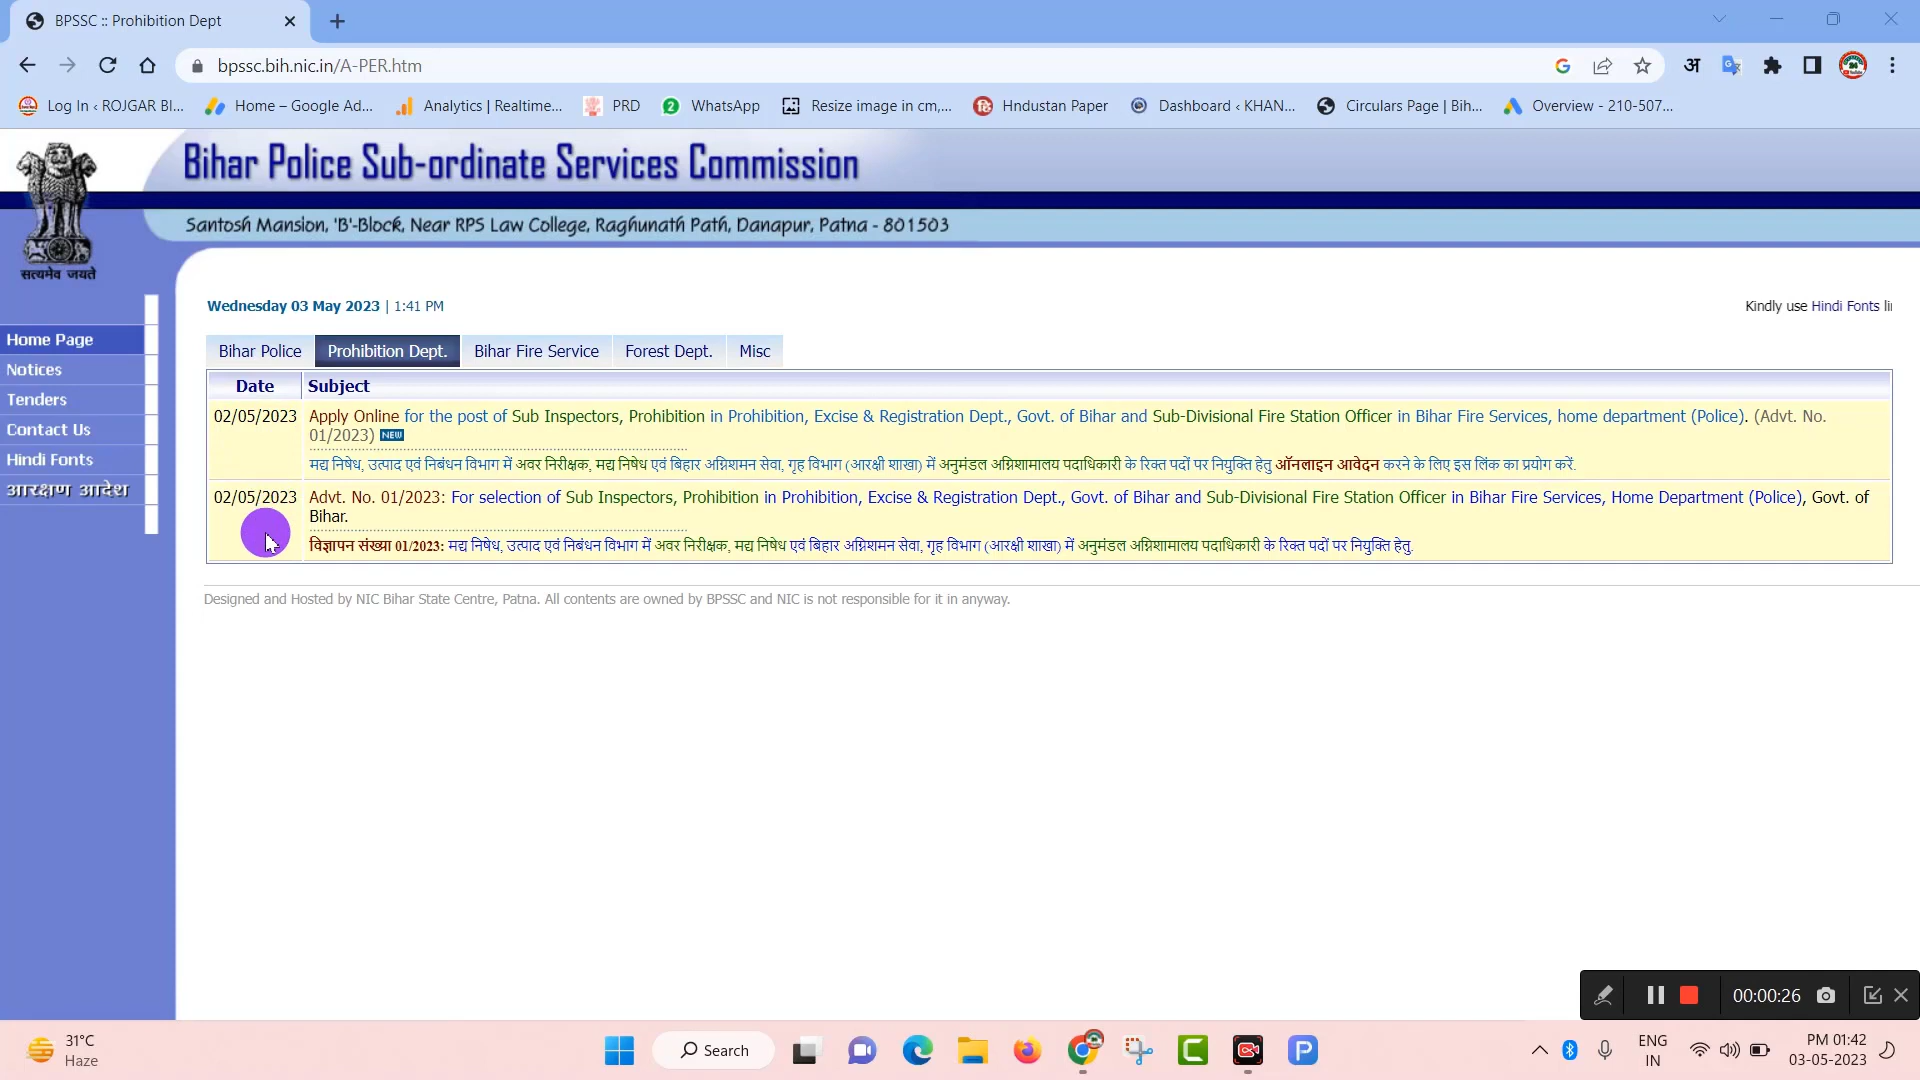 BPSSC :: Prohibition Dept
bpssc.bih.nic.in/A-PER.htm
अ
Log In ‹ ROJGAR BI...
Home – Google Ad...
Analytics | Realtime...
PRD
2 WhatsApp
Resize image in cm,...
Hndustan Paper
Dashboard ‹ KHAN...
Circulars Page | Bih...
Overview - 210-507...
Bihar Police Sub-ordinate Services Commission
Santosh Mansion, 'B'-Block, Near RPS Law College, Raghunath Path, Danapur, Patna - 801503
सत्यमेव जयते
Wednesday 03 May 2023 | 1:41 PM
Kindly use Hindi Fonts li
Home Page
Notices
Tenders
Contact Us
Hindi Fonts
आरक्षण आदेश
Bihar Police Prohibition Dept. Bihar Fire Service Forest Dept. Misc
Date Subject
02/05/2023 Apply Online for the post of Sub Inspectors, Prohibition in Prohibition, Excise & Registration Dept., Govt. of Bihar and Sub-Divisional Fire Station Officer in Bihar Fire Services, home department (Police). (Advt. No.
01/2023) NEW
मद्य निषेध, उत्पाद एवं निबंधन विभाग में अवर निरीक्षक, मद्य निषेध एवं बिहार अग्निशमन सेवा, गृह विभाग (आरक्षी शाखा) में अनुमंडल अग्निशामालय पदाधिकारी के रिक्त पदों पर नियुक्ति हेतु ऑनलाइन आवेदन करने के लिए इस लिंक का प्रयोग करें.
02/05/2023 Advt. No. 01/2023: For selection of Sub Inspectors, Prohibition in Prohibition, Excise & Registration Dept., Govt. of Bihar and Sub-Divisional Fire Station Officer in Bihar Fire Services, Home Department (Police), Govt. of
Bihar.
विज्ञापन संख्या 01/2023: मद्य निषेध, उत्पाद एवं निबंधन विभाग में अवर निरीक्षक, मद्य निषेध एवं बिहार अग्निशमन सेवा, गृह विभाग (आरक्षी शाखा) में अनुमंडल अग्निशामालय पदाधिकारी के रिक्त पदों पर नियुक्ति हेतु.
Designed and Hosted by NIC Bihar State Centre, Patna. All contents are owned by BPSSC and NIC is not responsible for it in anyway.
00:00:26
31°C
Haze
Search
ENG
IN
PM 01:42
03-05-2023